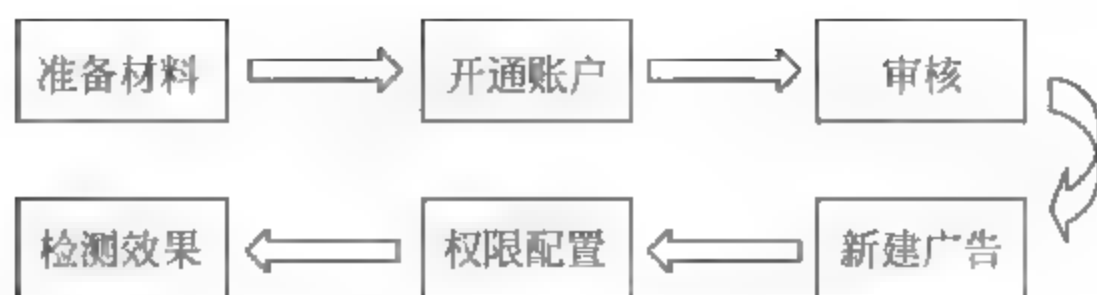 准备材料
开通账户
审核
新建广告
权限配置
检测效果